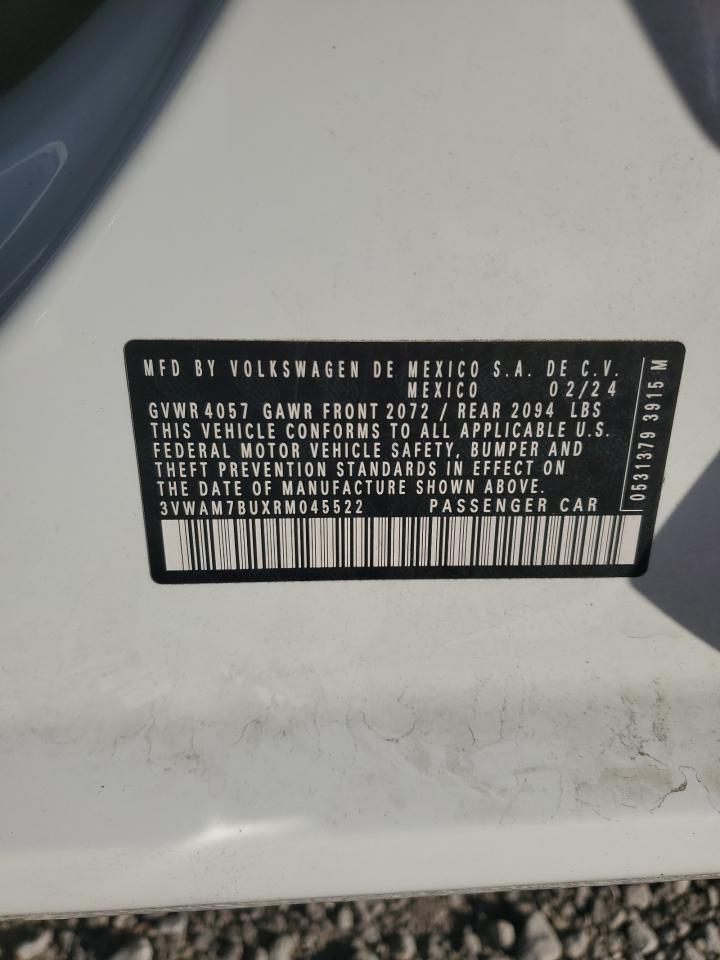 MFD BY VOLKSWAGEN DE MEXICO S.A. DE C.V.
MEXICO 02/24
GVWR 4057 GAWR FRONT 2072 / REAR 2094 LBS
THIS VEHICLE CONFORMS TO ALL APPLICABLE U.S.
FEDERAL MOTOR VEHICLE SAFETY, BUMPER AND
THEFT PREVENTION STANDARDS IN EFFECT ON
THE DATE OF MANUFACTURE SHOWN ABOVE.
3VWAM7BUXRM045522 PASSENGER CAR
0531379 3915 M